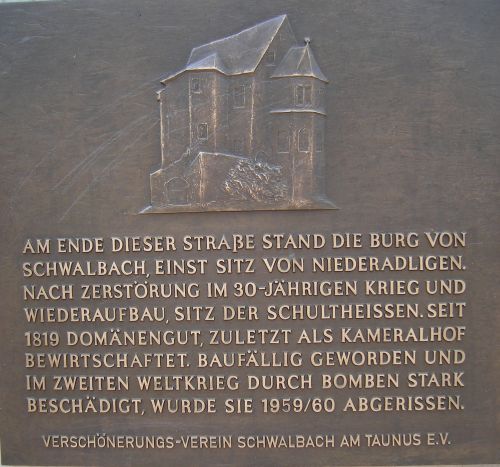 AM ENDE DIESER STRAßE STAND DIE BURG VON
SCHWALBACH, EINST SITZ VON NIEDERADLIGEN.
NACH ZERSTÖRUNG IM 30-JÄHRIGEN KRIEG UND
WIEDERAUFBAU, SITZ DER SCHULTHEISSEN. SEIT
1819 DOMÄNENGUT, ZULETZT ALS KAMERALHOF
BEWIRTSCHAFTET. BAUFÄLLIG GEWORDEN UND
IM ZWEITEN WELTKRIEG DURCH BOMBEN STARK
BESCHÄDIGT, WURDE SIE 1959/60 ABGERISSEN.
VERSCHÖNERUNGS-VEREIN SCHWALBACH AM TAUNUS E.V.